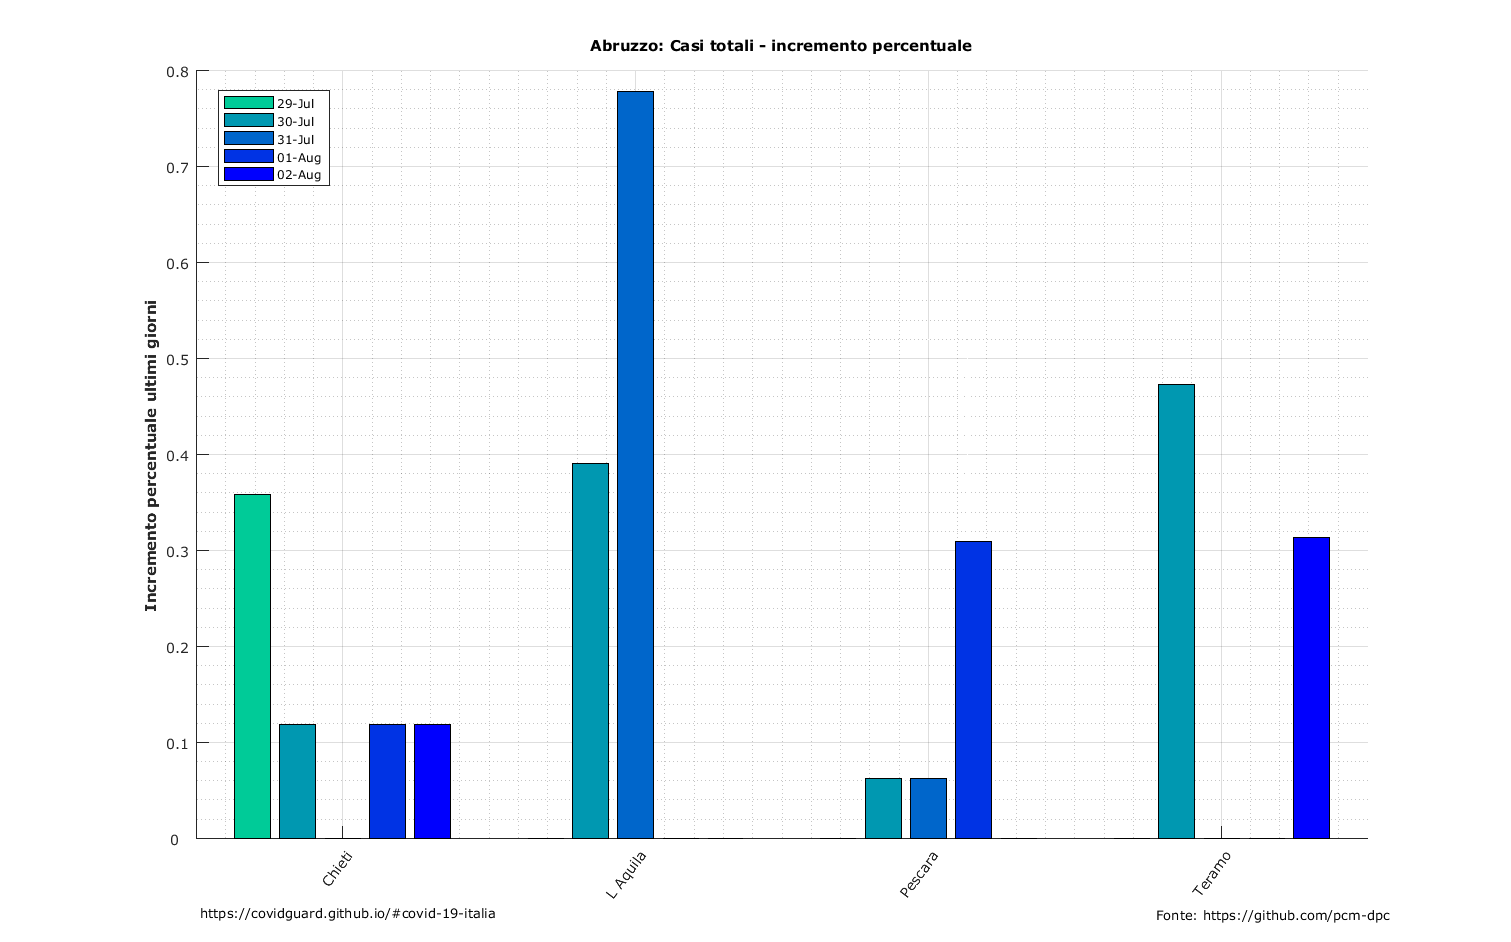 Abruzzo: Casi totali - incremento percentuale
0.8
0.7
0.6
0.5
0.4
0.3
0.2
0.1
0
Incremento percentuale ultimi giorni
29-Jul
30-Jul
31-Jul
01-Aug
02-Aug
Chieti
L Aquila
Pescara
Teramo
https://covidguard.github.io/#covid-19-italia
Fonte: https://github.com/pcm-dpc